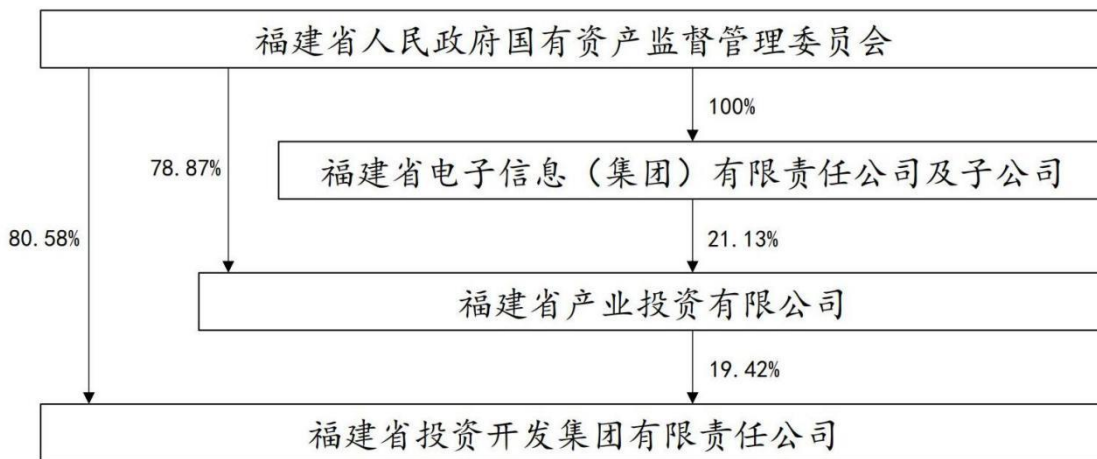 福建省人民政府国有资产监督管理委员会
100%
78.87%
福建省电子信息（集团）有限责任公司及子公司
80.58%
21.13%
福建省产业投资有限公司
19.42%
福建省投资开发集团有限责任公司